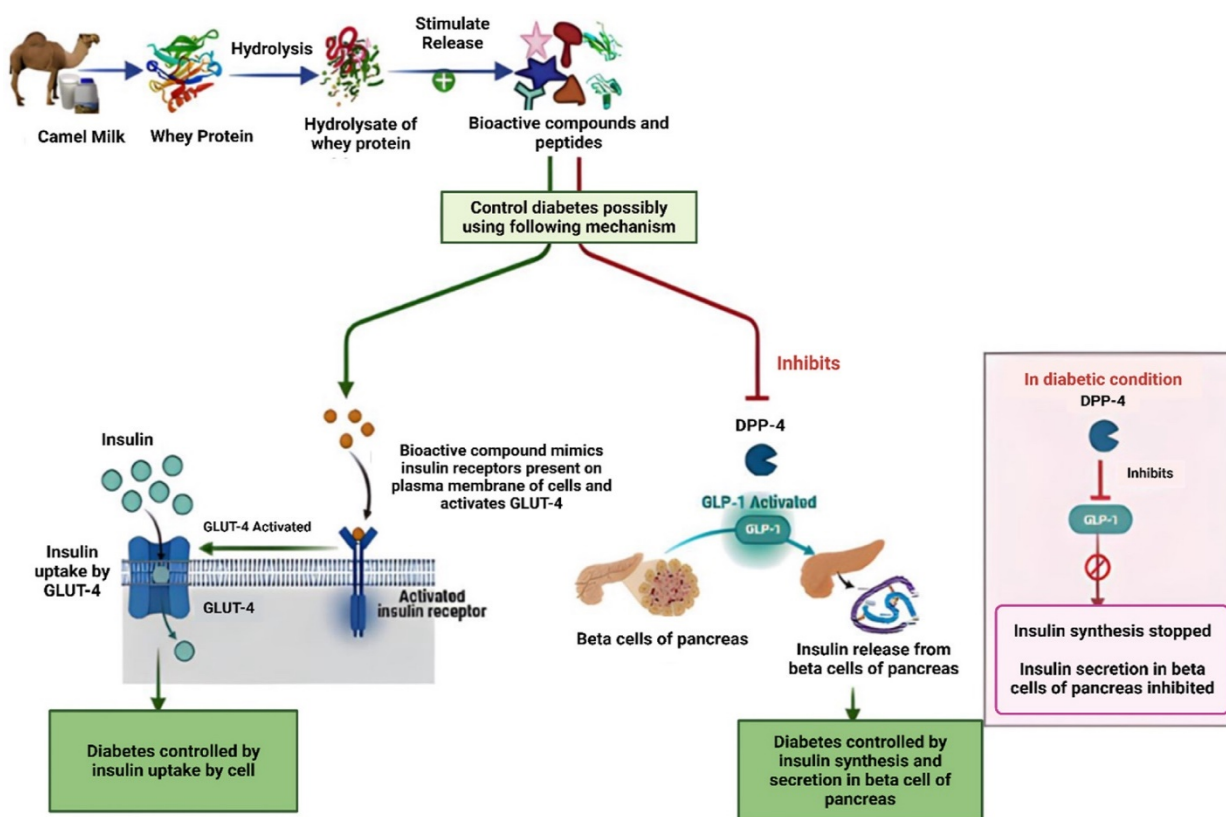 Stimulate
Release
Hydrolysis
Camel Milk
Whey Protein
Hydrolysate of
whey protein
Bioactive compounds and
peptides
Control diabetes possibly
using following mechanism
Insulin
Bioactive compound mimics
insulin receptors present on
plasma membrane of cells and
activates GLUT-4
GLUT-4 Activated
Insulin
uptake by
GLUT-4
GLUT-4
Activated
insulin receptor
Diabetes controlled by
insulin uptake by cell
Inhibits
DPP-4
GLP-1 Activated
GLP-1
Beta cells of pancreas
Insulin release from
beta cells of pancreas
Diabetes controlled by
insulin synthesis and
secretion in beta cell of
pancreas
In diabetic condition
DPP-4
Inhibits
GLP-1
Insulin synthesis stopped
Insulin secretion in beta
cells of pancreas inhibited